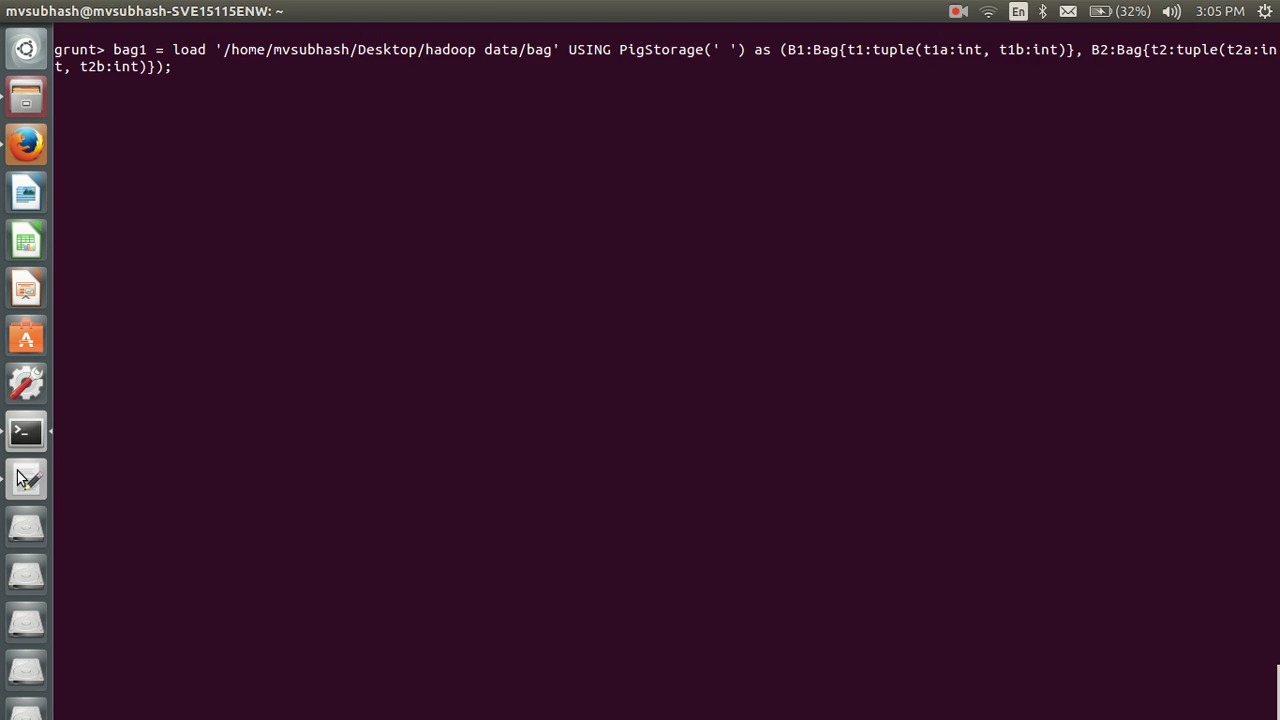 mvsubhash@mvsubhash-SVE15115ENW: ~
En (32%) 3:05 PM
grunt> bag1 = load '/home/mvsubhash/Desktop/hadoop data/bag' USING PigStorage(' ') as (B1:Bag{t1:tuple(t1a:int, t1b:int)}, B2:Bag{t2:tuple(t2a:in
t, t2b:int)});